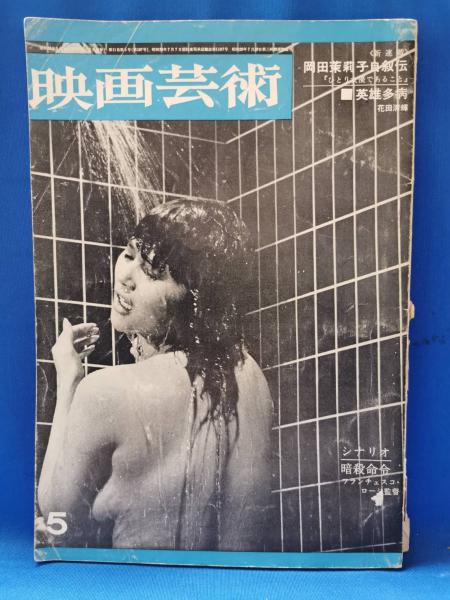 〈新連載〉
岡田茉莉子自叙伝
『ひとり女優であること』
映画芸術
■英雄多病
花田清輝
シナリオ
暗殺命令
フランチェスコ・
ロージ監督
5